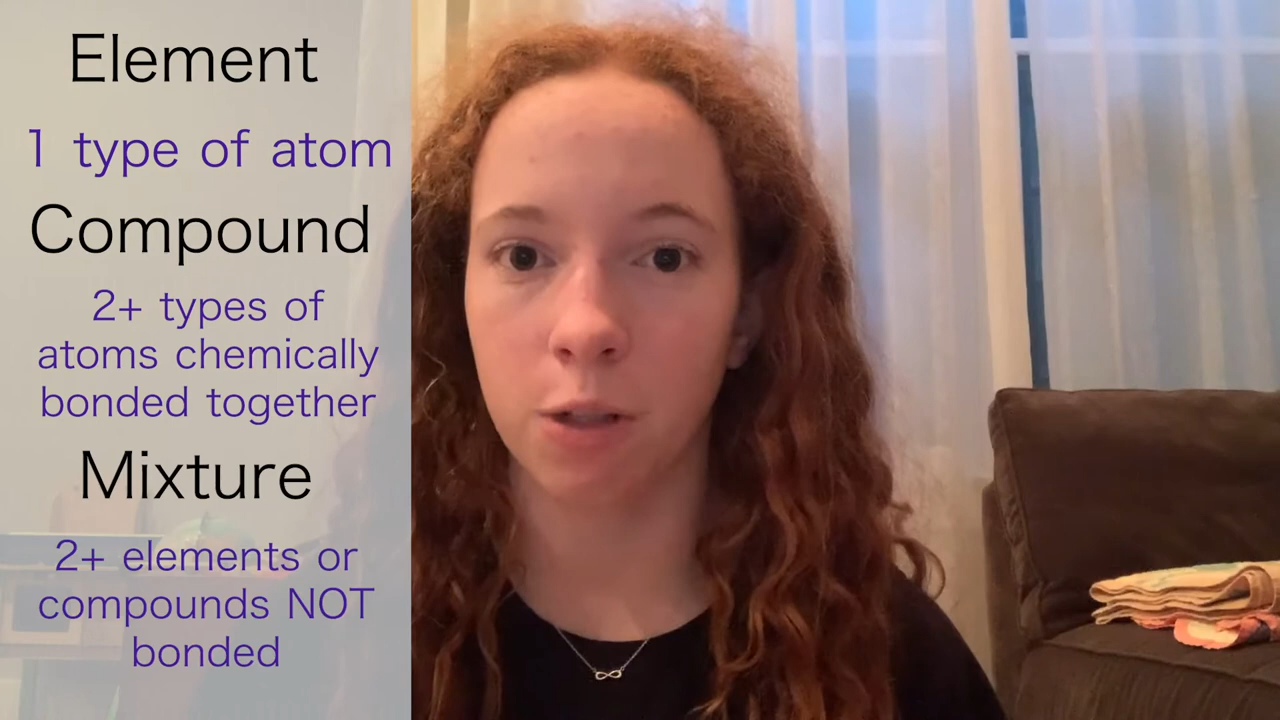 Element
1 type of atom
Compound
2+ types of
atoms chemically
bonded together
Mixture
2+ elements or
compounds NOT
bonded